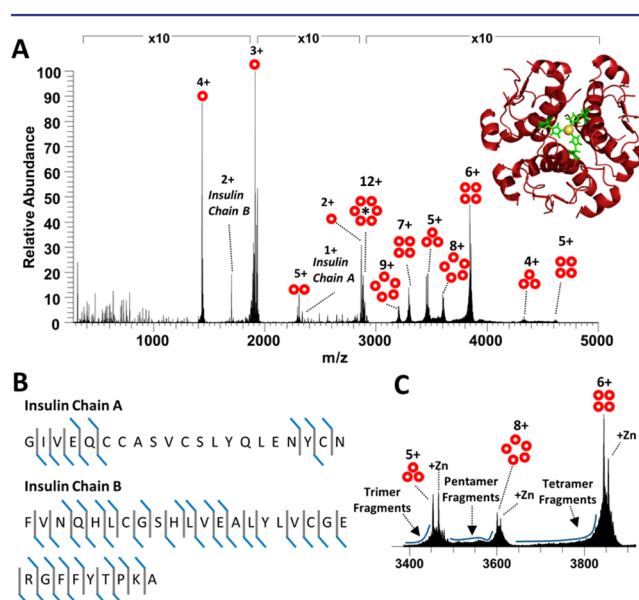 x10 x10 x10
A
3+
100
4+
90
80
70
60
50
40
30
20
10
0
Relative Abundance
2+
Insulin
Chain B
5+
1+
Insulin
Chain A
2+
12+
*
9+
7+
5+
8+
6+
4+
5+
1000 2000 3000 4000 5000
m/z
B
Insulin Chain A
G I V E Q C C A S V C S L Y Q L E N Y C N
Insulin Chain B
F V N Q H L C G S H L V E A L Y L V C G E
R G F F Y T P K A
C
6+
+Zn
8+
5+
+Zn
Trimer
Fragments
Pentamer
Fragments
+Zn
Tetramer
Fragments
3400 3600 3800
m/z